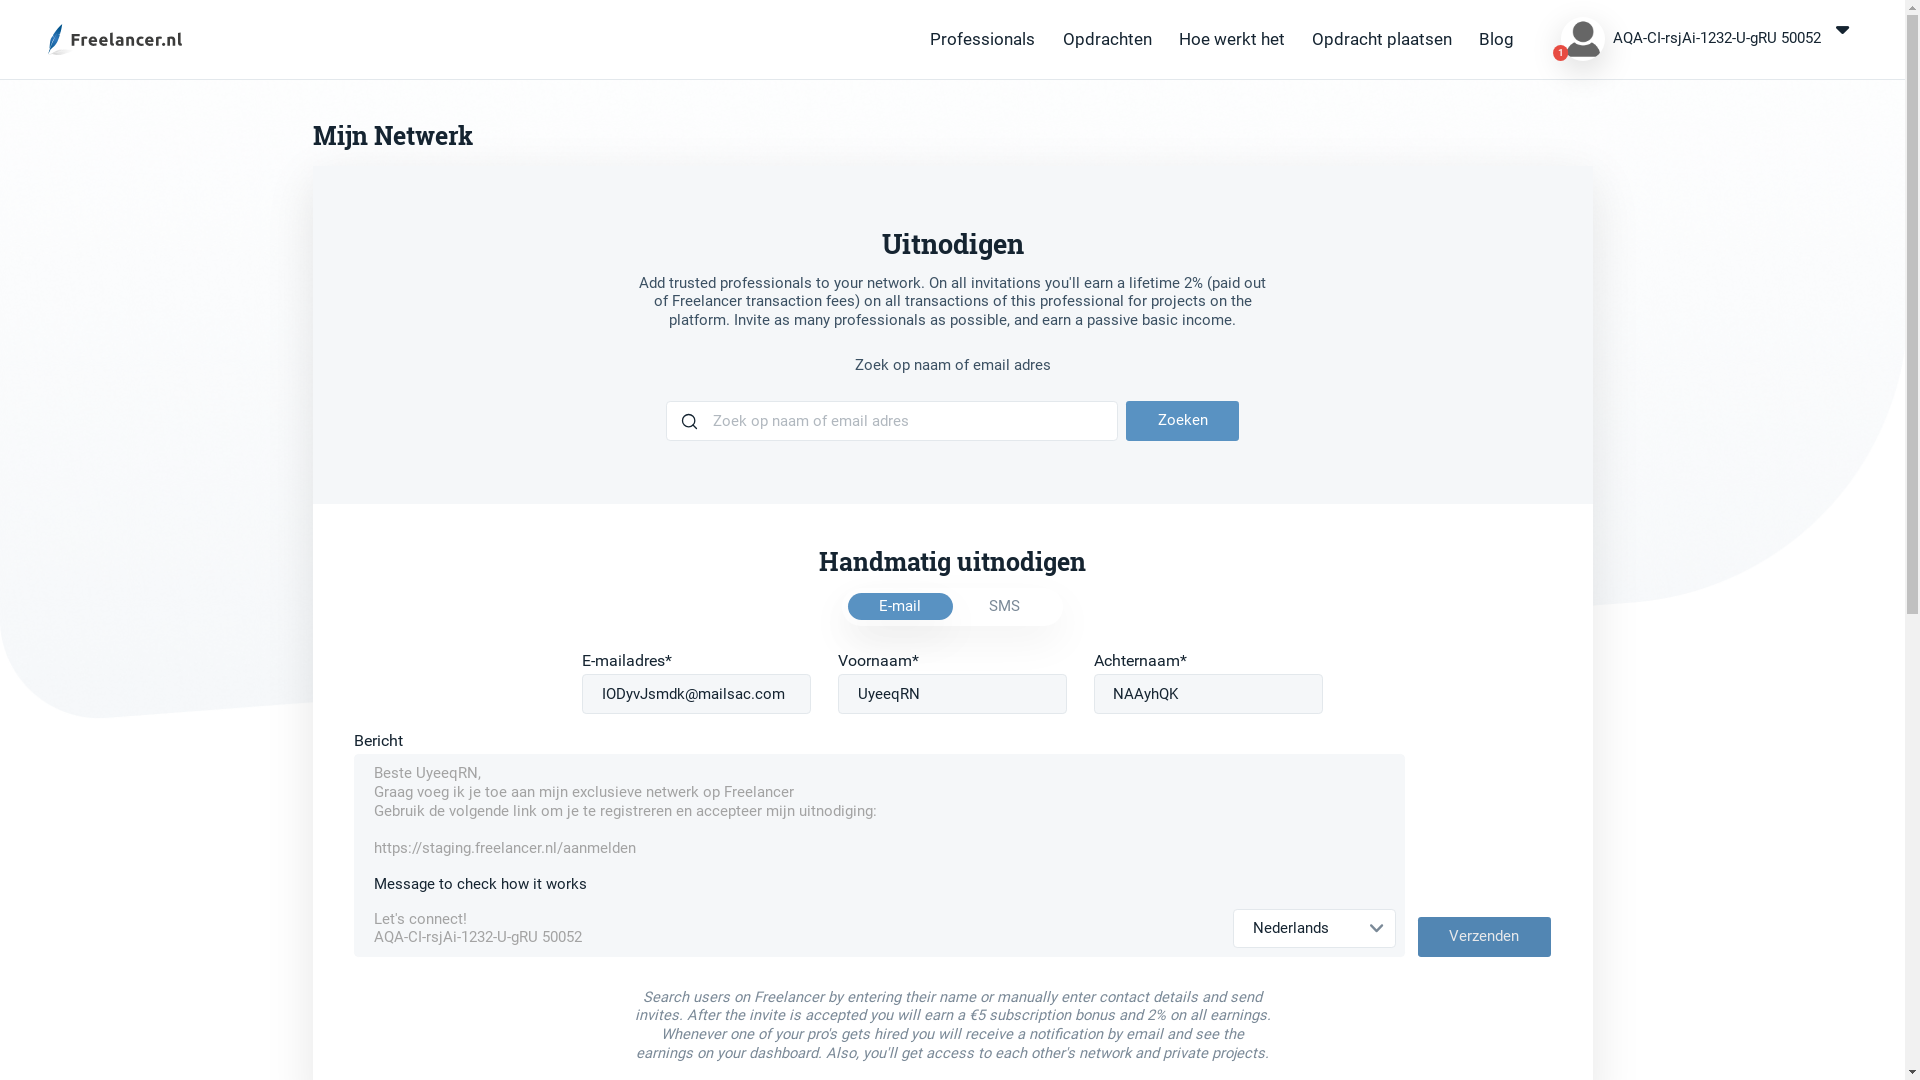 Freelancer.nl
Professionals
Opdrachten
Hoe werkt het
Opdracht plaatsen
Blog
1
AQA-CI-rsjAi-1232-U-gRU 50052
Mijn Netwerk
Uitnodigen
Add trusted professionals to your network. On all invitations you'll earn a lifetime 2% (paid out
of Freelancer transaction fees) on all transactions of this professional for projects on the
platform. Invite as many professionals as possible, and earn a passive basic income.
Zoek op naam of email adres
Zoek op naam of email adres
Zoeken
Handmatig uitnodigen
E-mail
SMS
E-mailadres*
Voornaam*
Achternaam*
IODyvJsmdk@mailsac.com
UyeeqRN
NAAyhQK
Bericht
Beste UyeeqRN,
Graag voeg ik je toe aan mijn exclusieve netwerk op Freelancer
Gebruik de volgende link om je te registreren en accepteer mijn uitnodiging:
https://staging.freelancer.nl/aanmelden
Message to check how it works
Let's connect!
AQA-CI-rsjAi-1232-U-gRU 50052
Nederlands
Verzenden
Search users on Freelancer by entering their name or manually enter contact details and send
invites. After the invite is accepted you will earn a €5 subscription bonus and 2% on all earnings.
Whenever one of your pro's gets hired you will receive a notification by email and see the
earnings on your dashboard. Also, you'll get access to each other's network and private projects.